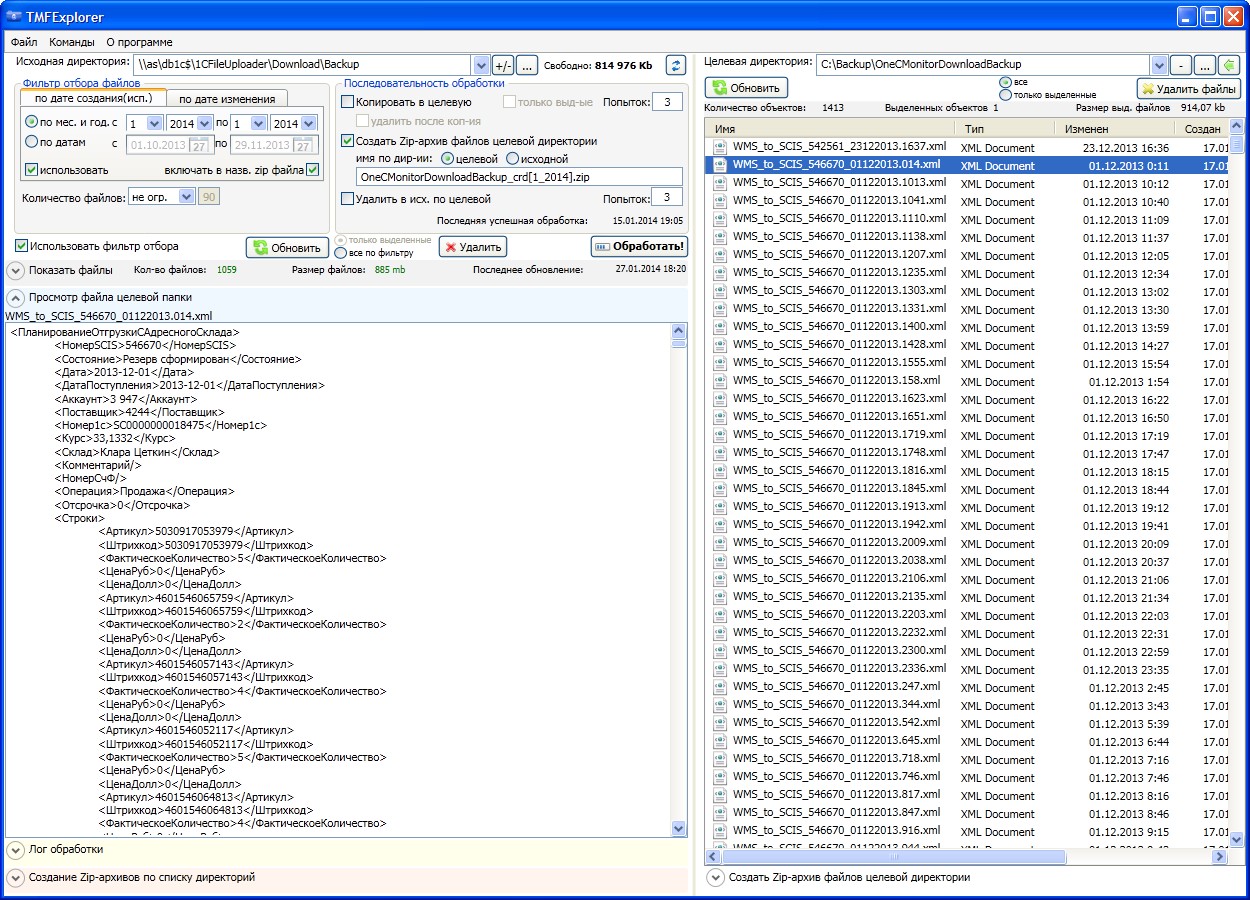 TMFExplorer
Файл Команды О программе
Исходная директория: \\as\db1c$\1CFileUploader\Download\Backup +/- ... Свободно: 814 976 Kb
Фильтр отбора файлов
по дате создания(исп.) по дате изменения
по мес. и год. с 1 2014 по 1 2014
по датам с 01.10.2013 27 по 29.11.2013 27
использовать включать в назв. zip файла
Количество файлов: не огр. 90
Использовать фильтр отбора Обновить
Последовательность обработки
Копировать в целевую только выд-ые Попыток: 3
удалить после коп-ия
Создать Zip-архив файлов целевой директории
имя по дир-ии: целевой исходной
OneCMonitorDownloadBackup_crd[1_2014].zip
Удалить в исх. по целевой Попыток: 3
Последняя успешная обработка: 15.01.2014 19:05
только выделенные
все по фильтру
Удалить Обработать!
Показать файлы Кол-во файлов: 1059 Размер файлов: 885 mb Последнее обновление: 27.01.2014 18:20
Просмотр файла целевой папки
WMS_to_SCIS_546670_01122013.014.xml
<ПланированиеОтгрузкиСАдресногоСклада>
<НомерSCIS>546670</НомерSCIS>
<Состояние>Резерв сформирован</Состояние>
<Дата>2013-12-01</Дата>
<ДатаПоступления>2013-12-01</ДатаПоступления>
<Аккаунт>3 947</Аккаунт>
<Поставщик>4244</Поставщик>
<Номер1с>SC0000000018475</Номер1с>
<Курс>33,1332</Курс>
<Склад>Клара Цеткин</Склад>
<Комментарий/>
<НомерСчФ/>
<Операция>Продажа</Операция>
<Отсрочка>0</Отсрочка>
<Строки>
<Артикул>5030917053979</Артикул>
<Штрихкод>5030917053979</Штрихкод>
<ФактическоеКоличество>5</ФактическоеКоличество>
<ЦенаРуб>0</ЦенаРуб>
<ЦенаДолл>0</ЦенаДолл>
<Артикул>4601546065759</Артикул>
<Штрихкод>4601546065759</Штрихкод>
<ФактическоеКоличество>2</ФактическоеКоличество>
<ЦенаРуб>0</ЦенаРуб>
<ЦенаДолл>0</ЦенаДолл>
<Артикул>4601546057143</Артикул>
<Штрихкод>4601546057143</Штрихкод>
<ФактическоеКоличество>4</ФактическоеКоличество>
<ЦенаРуб>0</ЦенаРуб>
<ЦенаДолл>0</ЦенаДолл>
<Артикул>4601546052117</Артикул>
<Штрихкод>4601546052117</Штрихкод>
<ФактическоеКоличество>5</ФактическоеКоличество>
<ЦенаРуб>0</ЦенаРуб>
<ЦенаДолл>0</ЦенаДолл>
<Артикул>4601546064813</Артикул>
<Штрихкод>4601546064813</Штрихкод>
<ФактическоеКоличество>4</ФактическоеКоличество>
Лог обработки
Создание Zip-архивов по списку директорий
Целевая директория: C:\Backup\OneCMonitorDownloadBackup - ...
Обновить все
только выделенные
Удалить файлы
Количество объектов: 1413 Выделенных объектов 1 Размер выд. файлов 914,07 kb
Имя Тип Изменен Создан
WMS_to_SCIS_542561_23122013.1637.xml XML Document 23.12.2013 16:36 17.01
WMS_to_SCIS_546670_01122013.014.xml XML Document 01.12.2013 0:11 17.01
WMS_to_SCIS_546670_01122013.1013.xml XML Document 01.12.2013 10:12 17.01
WMS_to_SCIS_546670_01122013.1041.xml XML Document 01.12.2013 10:40 17.01
WMS_to_SCIS_546670_01122013.1110.xml XML Document 01.12.2013 11:09 17.01
WMS_to_SCIS_546670_01122013.1138.xml XML Document 01.12.2013 11:37 17.01
WMS_to_SCIS_546670_01122013.1207.xml XML Document 01.12.2013 12:05 17.01
WMS_to_SCIS_546670_01122013.1235.xml XML Document 01.12.2013 12:34 17.01
WMS_to_SCIS_546670_01122013.1303.xml XML Document 01.12.2013 13:02 17.01
WMS_to_SCIS_546670_01122013.1331.xml XML Document 01.12.2013 13:30 17.01
WMS_to_SCIS_546670_01122013.1400.xml XML Document 01.12.2013 13:59 17.01
WMS_to_SCIS_546670_01122013.1428.xml XML Document 01.12.2013 14:27 17.01
WMS_to_SCIS_546670_01122013.1555.xml XML Document 01.12.2013 15:54 17.01
WMS_to_SCIS_546670_01122013.158.xml XML Document 01.12.2013 1:54 17.01
WMS_to_SCIS_546670_01122013.1623.xml XML Document 01.12.2013 16:22 17.01
WMS_to_SCIS_546670_01122013.1651.xml XML Document 01.12.2013 16:50 17.01
WMS_to_SCIS_546670_01122013.1719.xml XML Document 01.12.2013 17:19 17.01
WMS_to_SCIS_546670_01122013.1748.xml XML Document 01.12.2013 17:47 17.01
WMS_to_SCIS_546670_01122013.1816.xml XML Document 01.12.2013 18:15 17.01
WMS_to_SCIS_546670_01122013.1845.xml XML Document 01.12.2013 18:44 17.01
WMS_to_SCIS_546670_01122013.1913.xml XML Document 01.12.2013 19:12 17.01
WMS_to_SCIS_546670_01122013.1942.xml XML Document 01.12.2013 19:41 17.01
WMS_to_SCIS_546670_01122013.2009.xml XML Document 01.12.2013 20:09 17.01
WMS_to_SCIS_546670_01122013.2038.xml XML Document 01.12.2013 20:37 17.01
WMS_to_SCIS_546670_01122013.2106.xml XML Document 01.12.2013 21:06 17.01
WMS_to_SCIS_546670_01122013.2135.xml XML Document 01.12.2013 21:34 17.01
WMS_to_SCIS_546670_01122013.2203.xml XML Document 01.12.2013 22:03 17.01
WMS_to_SCIS_546670_01122013.2232.xml XML Document 01.12.2013 22:31 17.01
WMS_to_SCIS_546670_01122013.2300.xml XML Document 01.12.2013 22:59 17.01
WMS_to_SCIS_546670_01122013.2336.xml XML Document 01.12.2013 23:35 17.01
WMS_to_SCIS_546670_01122013.247.xml XML Document 01.12.2013 2:45 17.01
WMS_to_SCIS_546670_01122013.344.xml XML Document 01.12.2013 3:43 17.01
WMS_to_SCIS_546670_01122013.542.xml XML Document 01.12.2013 5:39 17.01
WMS_to_SCIS_546670_01122013.645.xml XML Document 01.12.2013 6:44 17.01
WMS_to_SCIS_546670_01122013.718.xml XML Document 01.12.2013 7:16 17.01
WMS_to_SCIS_546670_01122013.746.xml XML Document 01.12.2013 7:46 17.01
WMS_to_SCIS_546670_01122013.817.xml XML Document 01.12.2013 8:16 17.01
WMS_to_SCIS_546670_01122013.847.xml XML Document 01.12.2013 8:46 17.01
WMS_to_SCIS_546670_01122013.916.xml XML Document 01.12.2013 9:15 17.01
Создать Zip-архив файлов целевой директории